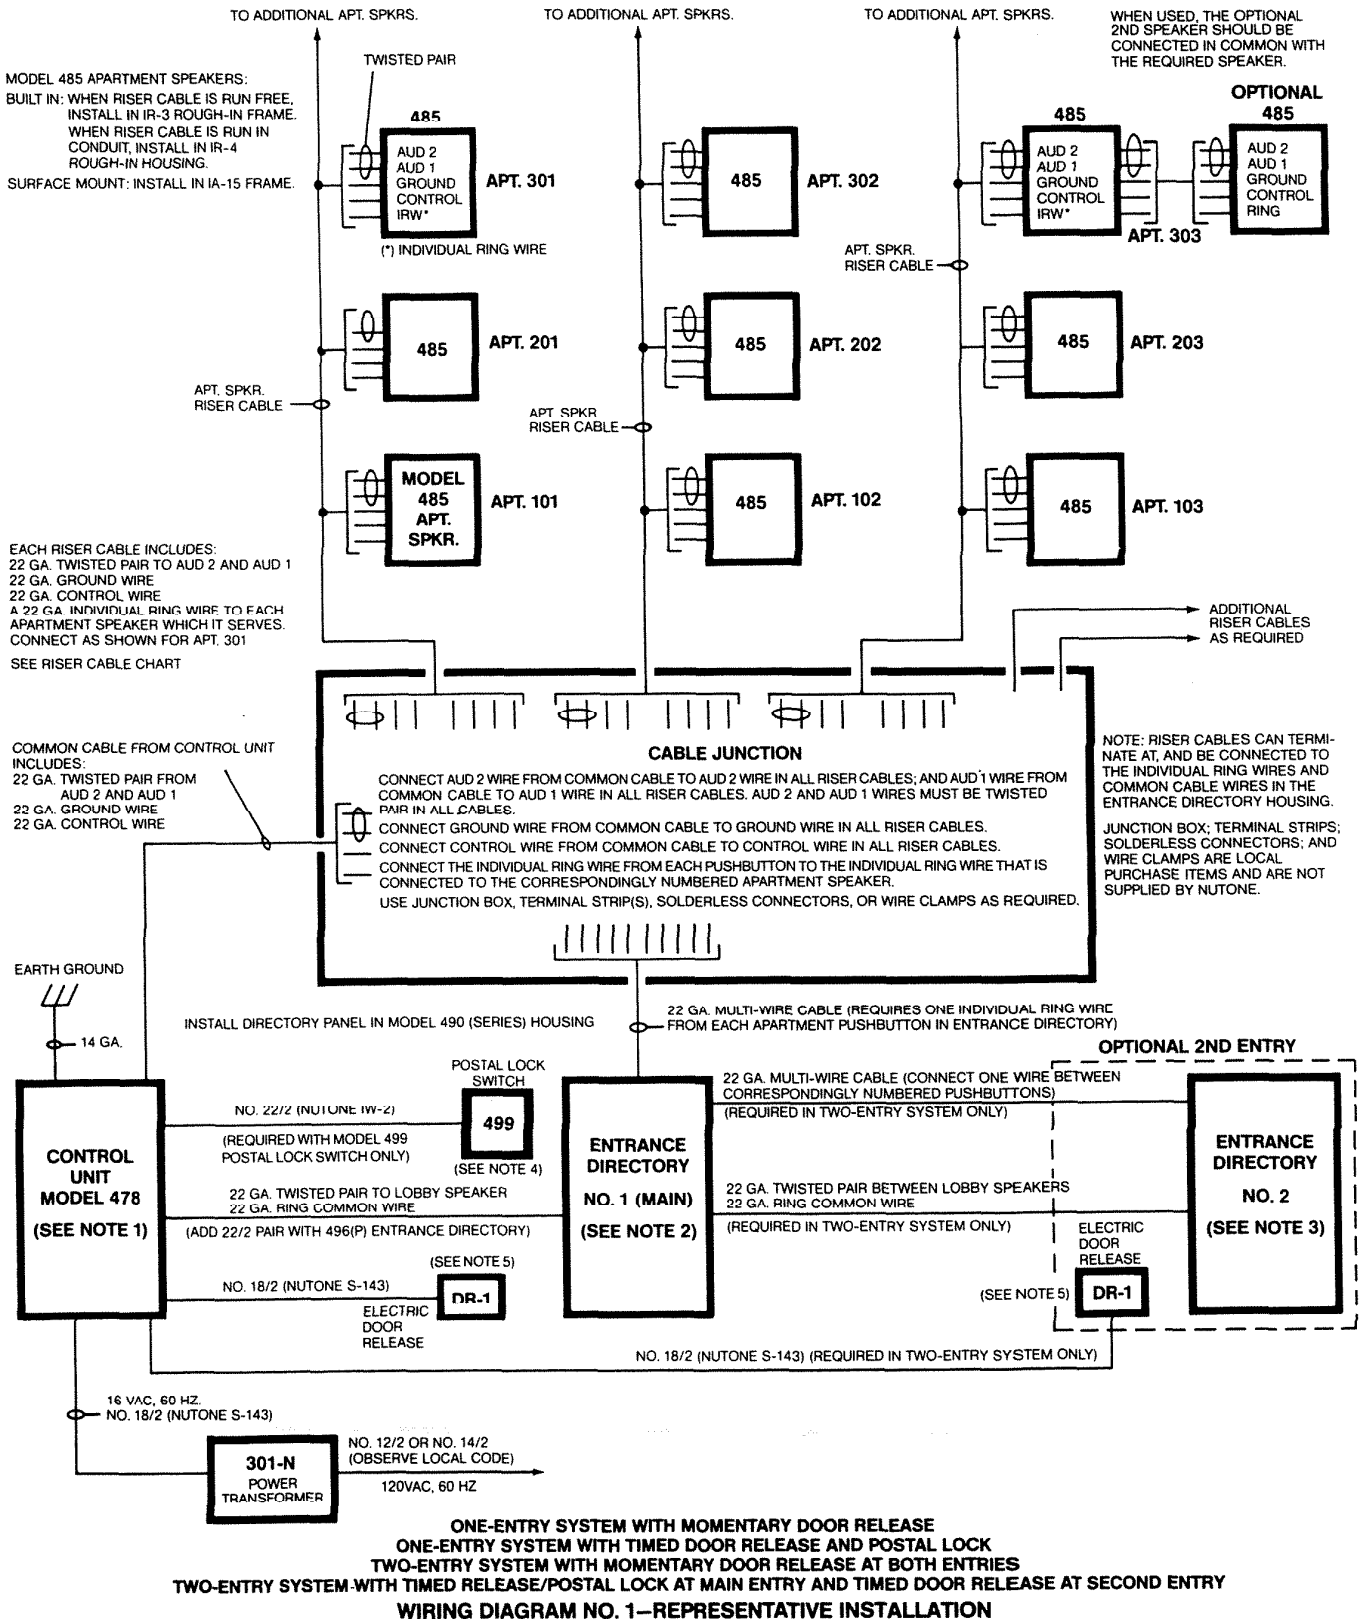 TO ADDITIONAL APT. SPKRS.
TO ADDITIONAL APT. SPKRS.
TO ADDITIONAL APT. SPKRS.
WHEN USED, THE OPTIONAL
2ND SPEAKER SHOULD BE
CONNECTED IN COMMON WITH
THE REQUIRED SPEAKER.
TWISTED PAIR
MODEL 485 APARTMENT SPEAKERS:
BUILT IN: WHEN RISER CABLE IS RUN FREE,
INSTALL IN IR-3 ROUGH-IN FRAME.
WHEN RISER CABLE IS RUN IN
CONDUIT, INSTALL IN IR-4
ROUGH-IN HOUSING.
SURFACE MOUNT: INSTALL IN IA-15 FRAME.
485
AUD 2
AUD 1
GROUND
CONTROL
IRW*
APT. 301
(*) INDIVIDUAL RING WIRE
485
APT. 302
485
AUD 2
AUD 1
GROUND
CONTROL
IRW*
APT. 303
OPTIONAL
485
AUD 2
AUD 1
GROUND
CONTROL
RING
APT. SPKR.
RISER CABLE
485
APT. 201
485
APT. 202
485
APT. 203
APT. SPKR.
RISER CABLE
APT. SPKR
RISER CABLE
MODEL
485
APT.
SPKR.
APT. 101
485
APT. 102
485
APT. 103
EACH RISER CABLE INCLUDES:
22 GA. TWISTED PAIR TO AUD 2 AND AUD 1
22 GA. GROUND WIRE
22 GA. CONTROL WIRE
A 22 GA. INDIVIDUAL RING WIRE TO EACH
APARTMENT SPEAKER WHICH IT SERVES.
CONNECT AS SHOWN FOR APT. 301
SEE RISER CABLE CHART
ADDITIONAL
RISER CABLES
AS REQUIRED
COMMON CABLE FROM CONTROL UNIT
INCLUDES:
22 GA. TWISTED PAIR FROM
AUD 2 AND AUD 1
22 GA. GROUND WIRE
22 GA. CONTROL WIRE
CABLE JUNCTION
CONNECT AUD 2 WIRE FROM COMMON CABLE TO AUD 2 WIRE IN ALL RISER CABLES; AND AUD 1 WIRE FROM
COMMON CABLE TO AUD 1 WIRE IN ALL RISER CABLES. AUD 2 AND AUD 1 WIRES MUST BE TWISTED
PAIR IN ALL CABLES.
CONNECT GROUND WIRE FROM COMMON CABLE TO GROUND WIRE IN ALL RISER CABLES.
CONNECT CONTROL WIRE FROM COMMON CABLE TO CONTROL WIRE IN ALL RISER CABLES.
CONNECT THE INDIVIDUAL RING WIRE FROM EACH PUSHBUTTON TO THE INDIVIDUAL RING WIRE THAT IS
CONNECTED TO THE CORRESPONDINGLY NUMBERED APARTMENT SPEAKER.
USE JUNCTION BOX, TERMINAL STRIP(S), SOLDERLESS CONNECTORS, OR WIRE CLAMPS AS REQUIRED.
NOTE: RISER CABLES CAN TERMI-
NATE AT, AND BE CONNECTED TO
THE INDIVIDUAL RING WIRES AND
COMMON CABLE WIRES IN THE
ENTRANCE DIRECTORY HOUSING.
JUNCTION BOX; TERMINAL STRIPS;
SOLDERLESS CONNECTORS; AND
WIRE CLAMPS ARE LOCAL
PURCHASE ITEMS AND ARE NOT
SUPPLIED BY NUTONE.
EARTH GROUND
14 GA.
INSTALL DIRECTORY PANEL IN MODEL 490 (SERIES) HOUSING
22 GA. MULTI-WIRE CABLE (REQUIRES ONE INDIVIDUAL RING WIRE
FROM EACH APARTMENT PUSHBUTTON IN ENTRANCE DIRECTORY)
OPTIONAL 2ND ENTRY
CONTROL
UNIT
MODEL 478
(SEE NOTE 1)
NO. 22/2 (NUTONE IW-2)
(REQUIRED WITH MODEL 499
POSTAL LOCK SWITCH ONLY)
POSTAL LOCK
SWITCH
499
(SEE NOTE 4)
22 GA. TWISTED PAIR TO LOBBY SPEAKER
22 GA. RING COMMON WIRE
(ADD 22/2 PAIR WITH 496(P) ENTRANCE DIRECTORY)
(SEE NOTE 5)
NO. 18/2 (NUTONE S-143)
DR-1
ELECTRIC
DOOR
RELEASE
ENTRANCE
DIRECTORY
NO. 1 (MAIN)
(SEE NOTE 2)
22 GA. MULTI-WIRE CABLE (CONNECT ONE WIRE BETWEEN
CORRESPONDINGLY NUMBERED PUSHBUTTONS)
(REQUIRED IN TWO-ENTRY SYSTEM ONLY)
22 GA. TWISTED PAIR BETWEEN LOBBY SPEAKERS
22 GA. RING COMMON WIRE
(REQUIRED IN TWO-ENTRY SYSTEM ONLY)
ELECTRIC
DOOR
RELEASE
(SEE NOTE 5)
DR-1
ENTRANCE
DIRECTORY
NO. 2
(SEE NOTE 3)
NO. 18/2 (NUTONE S-143) (REQUIRED IN TWO-ENTRY SYSTEM ONLY)
16 VAC, 60 HZ.
NO. 18/2 (NUTONE S-143)
301-N
POWER
TRANSFORMER
NO. 12/2 OR NO. 14/2
(OBSERVE LOCAL CODE)
120VAC, 60 HZ
ONE-ENTRY SYSTEM WITH MOMENTARY DOOR RELEASE
ONE-ENTRY SYSTEM WITH TIMED DOOR RELEASE AND POSTAL LOCK
TWO-ENTRY SYSTEM WITH MOMENTARY DOOR RELEASE AT BOTH ENTRIES
TWO-ENTRY SYSTEM-WITH TIMED RELEASE/POSTAL LOCK AT MAIN ENTRY AND TIMED DOOR RELEASE AT SECOND ENTRY
WIRING DIAGRAM NO. 1—REPRESENTATIVE INSTALLATION